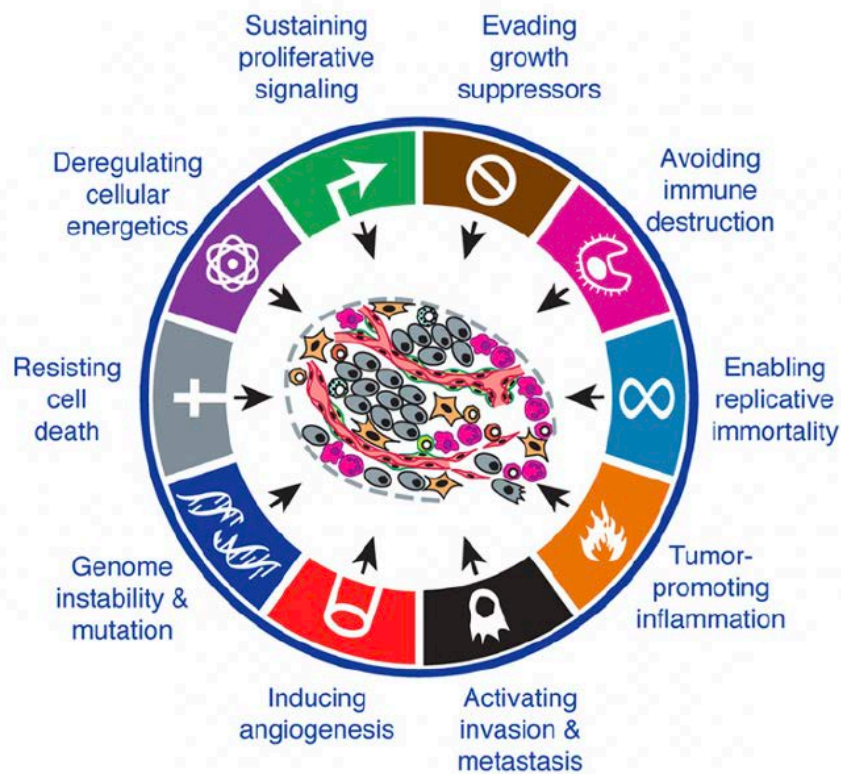 Sustaining
proliferative
signaling
Evading
growth
suppressors
Avoiding
immune
destruction
Enabling
replicative
immortality
Tumor-
promoting
inflammation
Activating
invasion &
metastasis
Inducing
angiogenesis
Genome
instability &
mutation
Resisting
cell
death
Deregulating
cellular
energetics